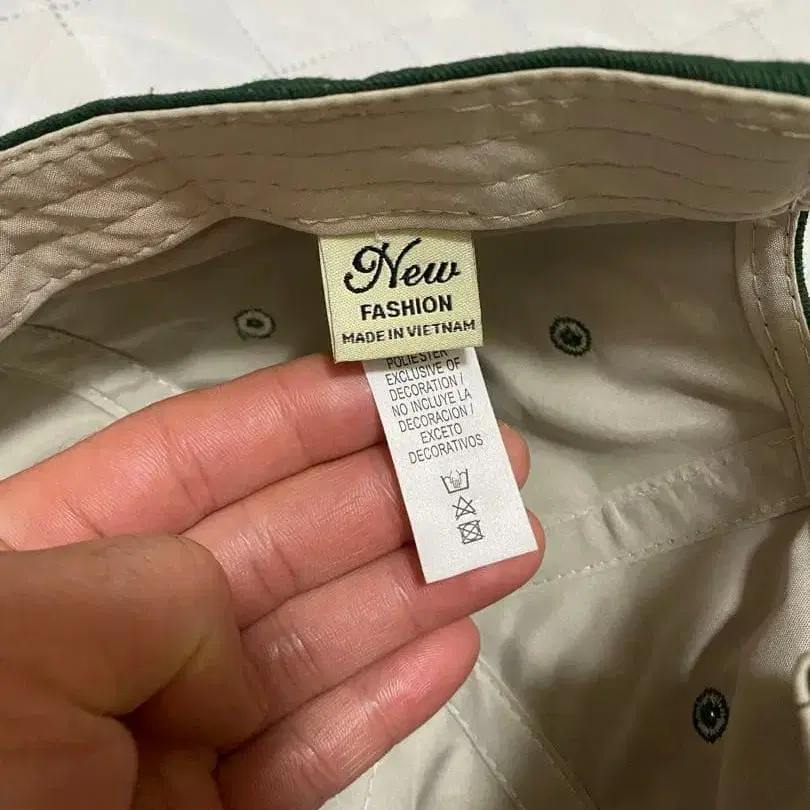 New
FASHION
MADE IN VIETNAM
POLIESTER
EXCLUSIVE OF
DECORATION /
NO INCLUYE LA
DECORACION /
EXCETO
DECORATIVOS